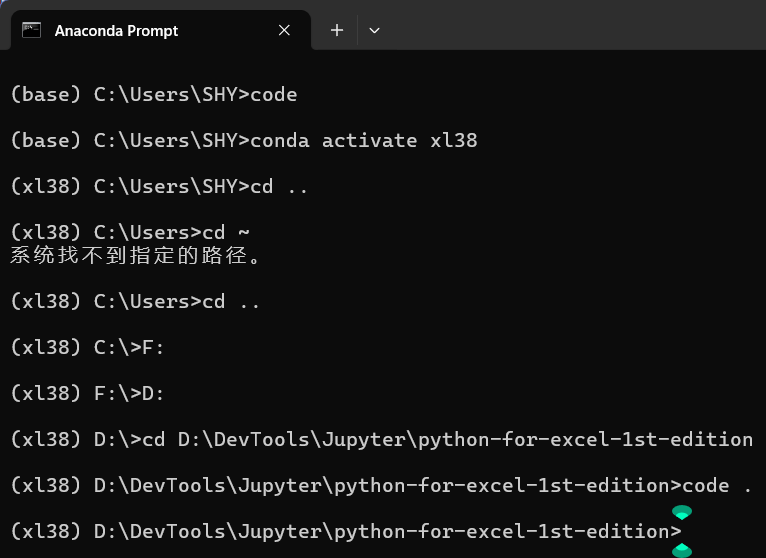 Anaconda Prompt
(base) C:\Users\SHY>code
(base) C:\Users\SHY>conda activate xl38
(xl38) C:\Users\SHY>cd ..
(xl38) C:\Users>cd ~
系统找不到指定的路径。
(xl38) C:\Users>cd ..
(xl38) C:\>F:
(xl38) F:\>D:
(xl38) D:\>cd D:\DevTools\Jupyter\python-for-excel-1st-edition
(xl38) D:\DevTools\Jupyter\python-for-excel-1st-edition>code .
(xl38) D:\DevTools\Jupyter\python-for-excel-1st-edition>